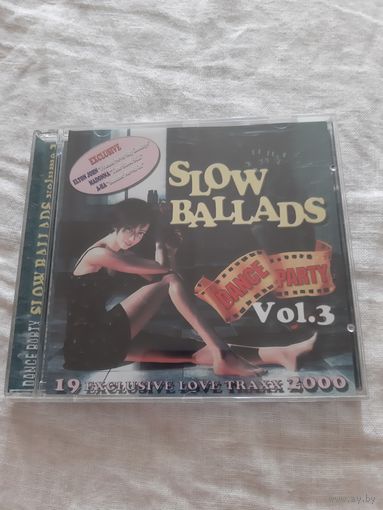 EXCLUSIVE
ELTON JOHN
MADONNA
A-HA
SLOW
BALLADS
DANCE PARTY
Vol.3
19 EXCLUSIVE LOVE TRAXX 2000
DANCE PARTY SLOW BALLADS volume 3
ay.by